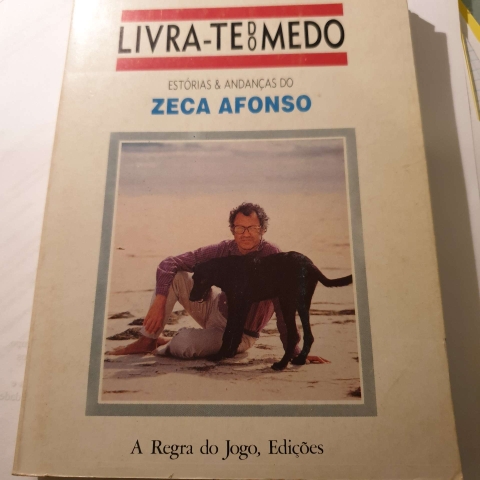 LIVRA-TE DO MEDO
ESTÓRIAS & ANDANÇAS DO
ZECA AFONSO
A Regra do Jogo, Edições